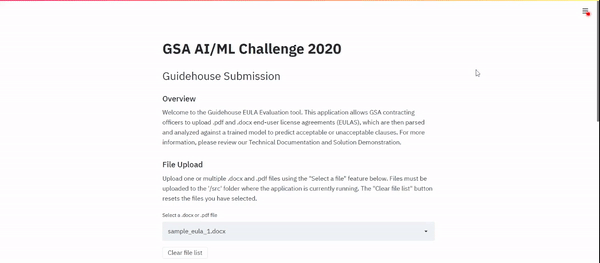 GSA AI/ML Challenge 2020
Guidehouse Submission
Overview
Welcome to the Guidehouse EULA Evaluation tool. This application allows GSA contracting
officers to upload .pdf and .docx end-user license agreements (EULAS), which are then parsed
and analyzed against a trained model to predict acceptable or unacceptable clauses. For more
information, please review our Technical Documentation and Solution Demonstration.
File Upload
Upload one or multiple .docx and .pdf files using the "Select a file" feature below. Files must be
uploaded to the '/src' folder where the application is currently running. The "Clear file list" button
resets the files you have selected.
Select a .docx or .pdf file
sample_eula_1.docx
Clear file list